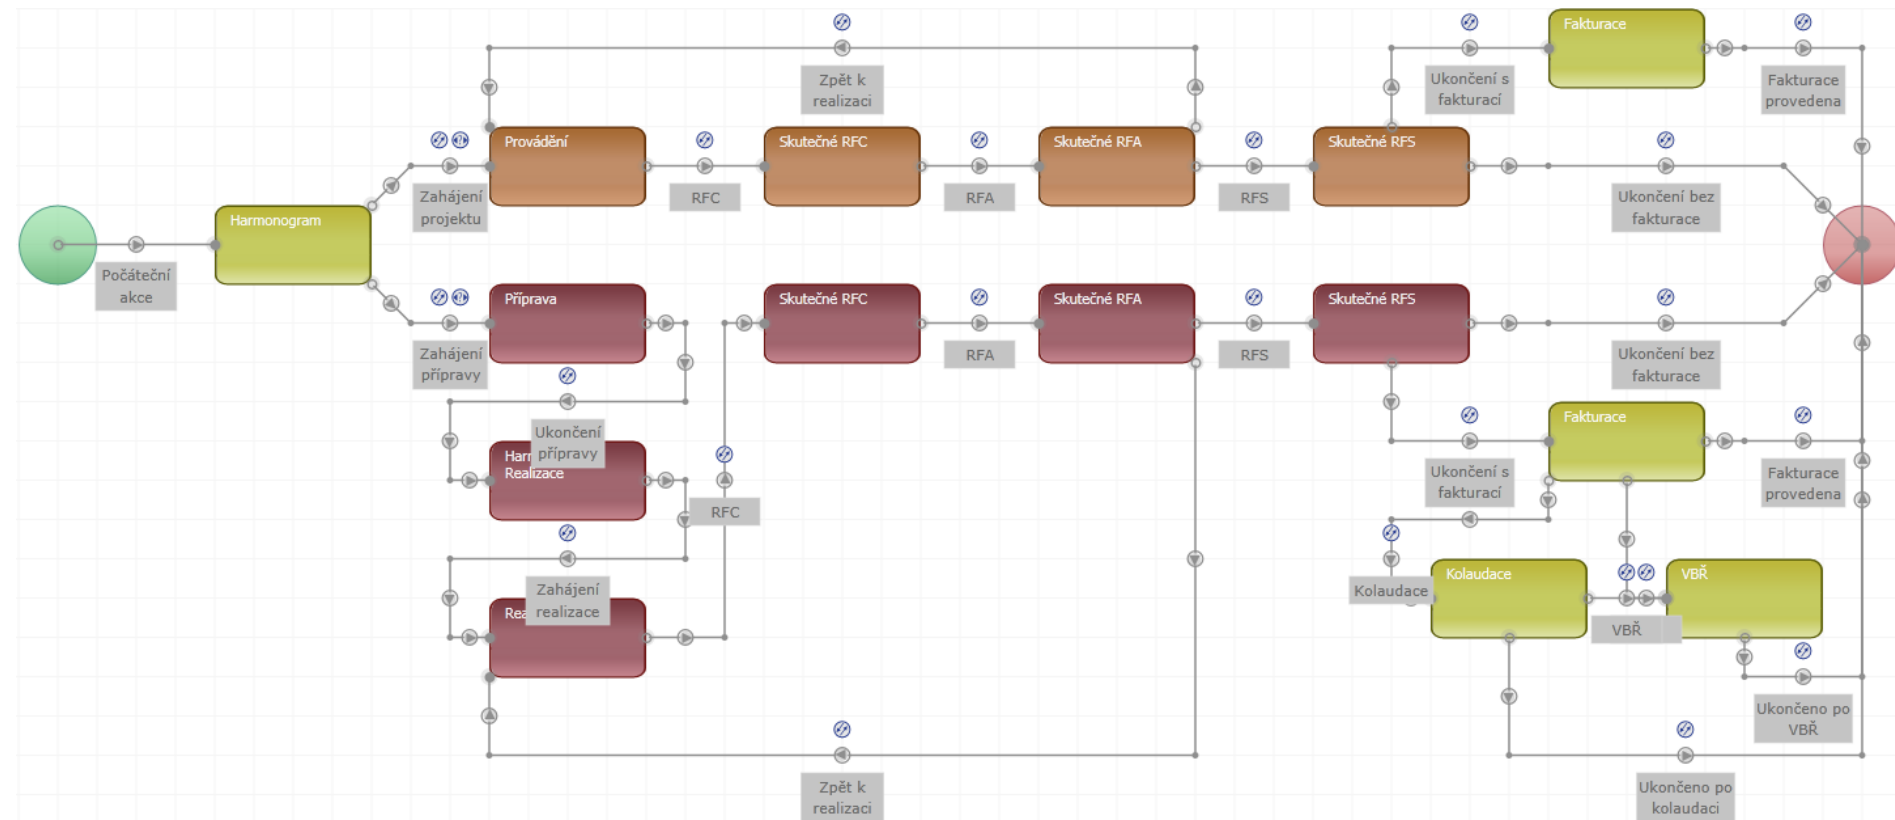 Fakturace
Zpět k
realizaci
Ukončení s
fakturací
Fakturace
provedena
Provádění
Skutečné RFC
Skutečné RFA
Skutečné RFS
Zahájení
projektu
RFC
RFA
RFS
Ukončení bez
fakturace
Harmonogram
Počáteční
akce
Příprava
Skutečné RFC
Skutečné RFA
Skutečné RFS
Zahájení
přípravy
RFA
RFS
Ukončení bez
fakturace
Ukončení
přípravy
Fakturace
Realizace
Ukončení s
fakturací
Fakturace
provedena
RFC
Zahájení
realizace
Kolaudace
Kolaudace
VBŘ
VBŘ
Ukončeno po
VBŘ
Zpět k
realizaci
Ukončeno po
kolaudaci